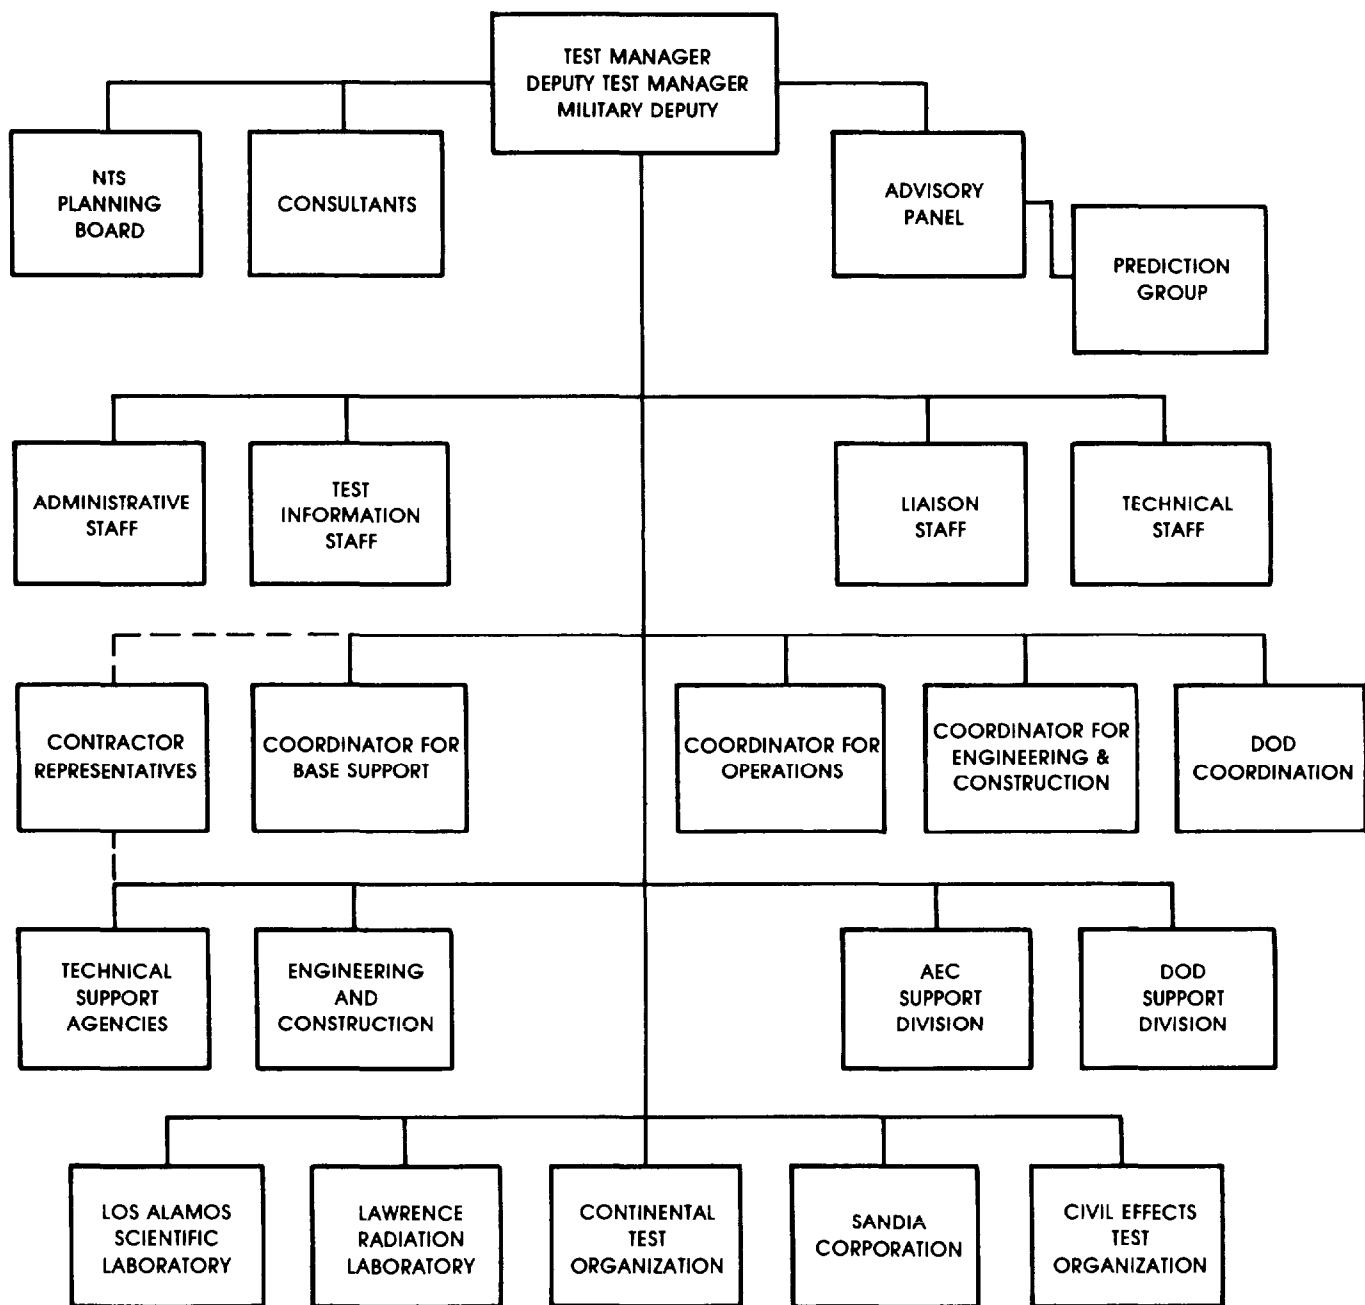 TEST MANAGER
DEPUTY TEST MANAGER
MILITARY DEPUTY
NTS
PLANNING
BOARD
CONSULTANTS
ADVISORY
PANEL
PREDICTION
GROUP
ADMINISTRATIVE
STAFF
TEST
INFORMATION
STAFF
LIAISON
STAFF
TECHNICAL
STAFF
CONTRACTOR
REPRESENTATIVES
COORDINATOR FOR
BASE SUPPORT
COORDINATOR FOR
OPERATIONS
COORDINATOR FOR
ENGINEERING &
CONSTRUCTION
DOD
COORDINATION
TECHNICAL
SUPPORT
AGENCIES
ENGINEERING
AND
CONSTRUCTION
AEC
SUPPORT
DIVISION
DOD
SUPPORT
DIVISION
LOS ALAMOS
SCIENTIFIC
LABORATORY
LAWRENCE
RADIATION
LABORATORY
CONTINENTAL
TEST
ORGANIZATION
SANDIA
CORPORATION
CIVIL EFFECTS
TEST
ORGANIZATION